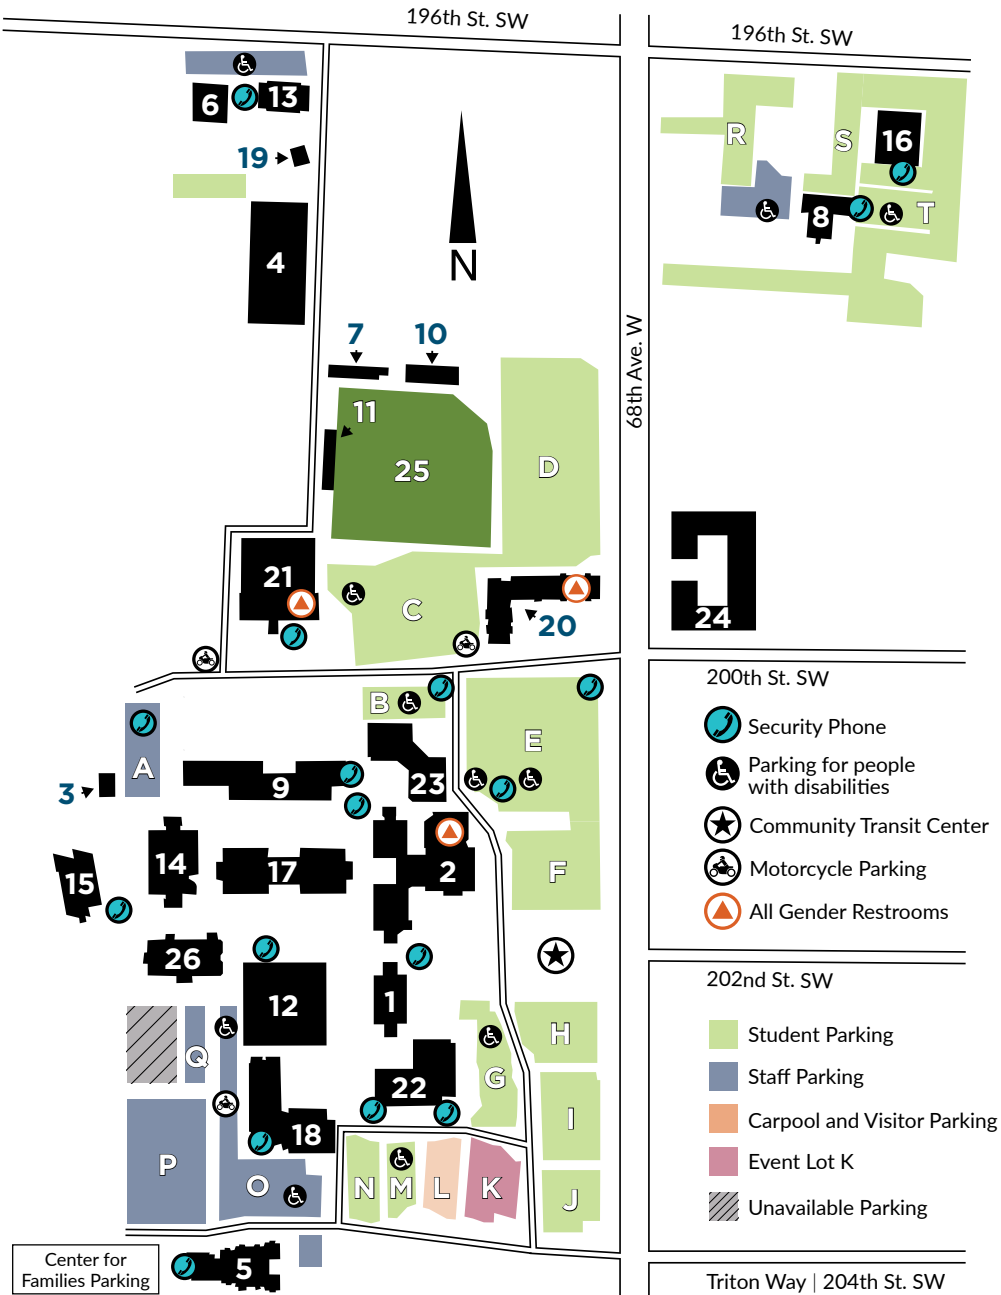 196th St. SW
196th St. SW
6
13
19
R
S
16
T
8
4
N
7
10
68th Ave. W
11
25
D
21
C
20
24
200th St. SW
B
E
A
3
9
23
14
17
2
F
15
26
12
1
Q
H
G
22
I
18
P
O
N
M
L
K
J
5
Center for
Families Parking
Security Phone
Parking for people
with disabilities
Community Transit Center
Motorcycle Parking
All Gender Restrooms
202nd St. SW
Student Parking
Staff Parking
Carpool and Visitor Parking
Event Lot K
Unavailable Parking
Triton Way | 204th St. SW